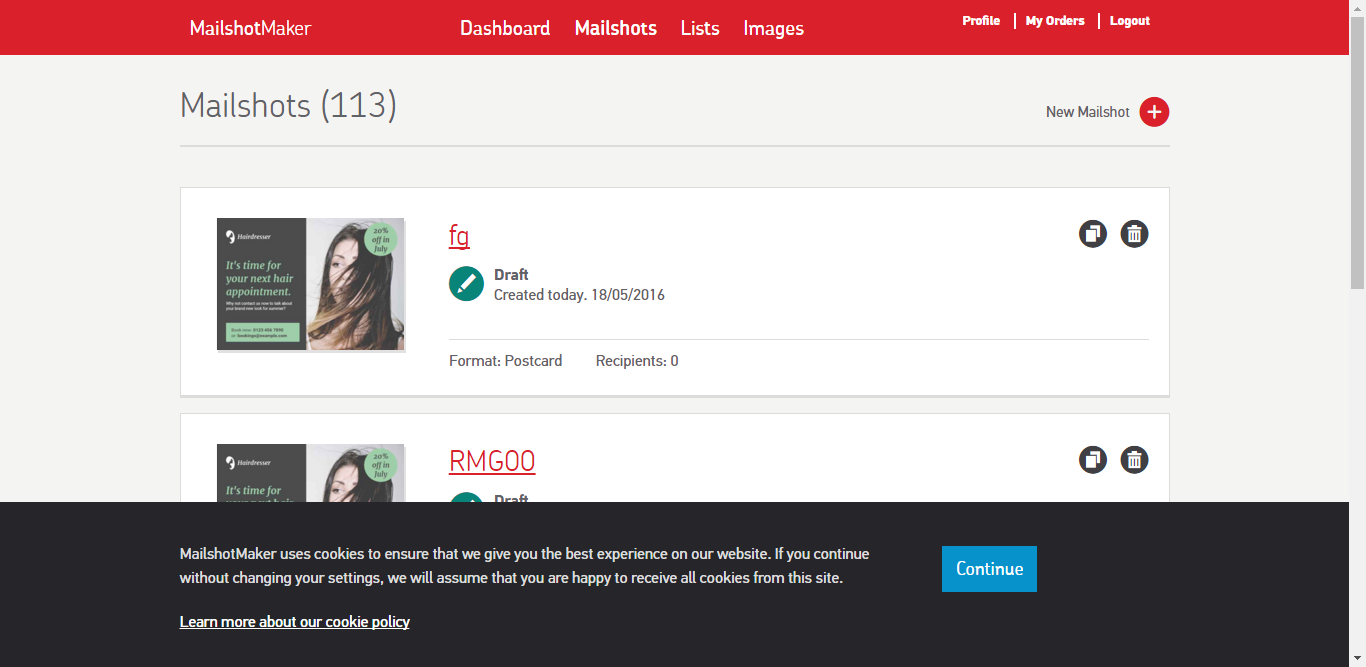 MailshotMaker
Dashboard Mailshots Lists Images
Profile My Orders Logout
Mailshots (113)
New Mailshot
Hairdresser
20%
off in
July
It's time for
your next hair
appointment.
Why not contact us now to talk about
your brand new look for summer?
Book now: 0123 456 7890
or bookings@example.com
fg
Draft
Created today. 18/05/2016
Format: Postcard Recipients: 0
Hairdresser
20%
off in
July
It's time for
your next hair
RMG00
Draft
MailshotMaker uses cookies to ensure that we give you the best experience on our website. If you continue
without changing your settings, we will assume that you are happy to receive all cookies from this site.
Continue
Learn more about our cookie policy